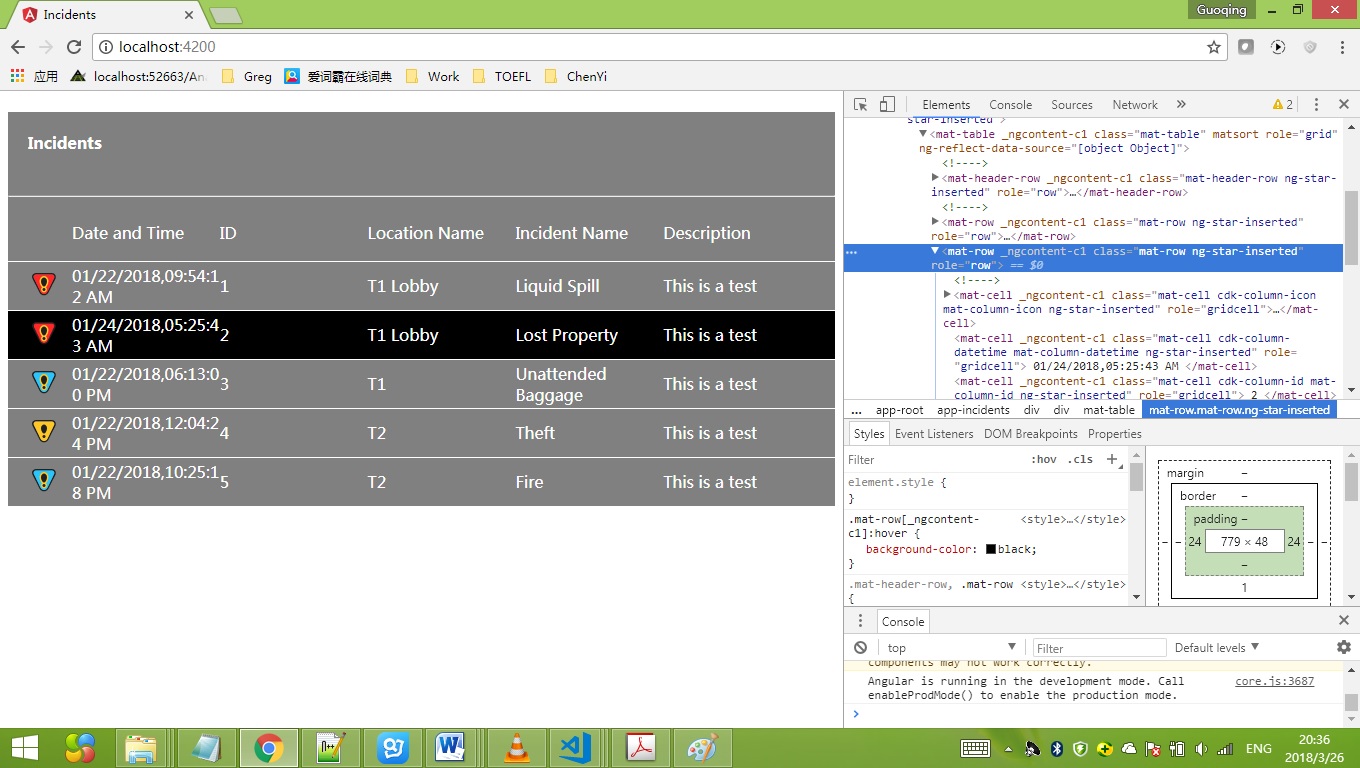 Incidents
Guoqing
localhost:4200
应用
localhost:52663/An
Greg
爱词霸在线词典
Work
TOEFL
ChenYi
Incidents
Date and Time ID Location Name Incident Name Description
01/22/2018,09:54:1
2 AM
1 T1 Lobby Liquid Spill This is a test
01/24/2018,05:25:4
3 AM
2 T1 Lobby Lost Property This is a test
01/22/2018,06:13:0
0 PM
3 T1
Unattended
Baggage
This is a test
01/22/2018,12:04:2
4 PM
4 T2 Theft This is a test
01/22/2018,10:25:1
8 PM
5 T2 Fire This is a test
Elements Console Sources Network » 2
star-inserted">
<mat-table _ngcontent-c1 class="mat-table" matsort role="grid"
ng-reflect-data-source="[object Object]">
<!---->
<mat-header-row _ngcontent-c1 class="mat-header-row ng-star-
inserted" role="row">…</mat-header-row>
<!---->
<mat-row _ngcontent-c1 class="mat-row ng-star-inserted"
role="row">…</mat-row>
<mat-row _ngcontent-c1 class="mat-row ng-star-inserted"
role="row"> == $0
<!---->
<mat-cell _ngcontent-c1 class="mat-cell cdk-column-icon
mat-column-icon ng-star-inserted" role="gridcell">…</mat-
cell>
<mat-cell _ngcontent-c1 class="mat-cell cdk-column-
datetime mat-column-datetime ng-star-inserted" role=
"gridcell"> 01/24/2018,05:25:43 AM </mat-cell>
<mat-cell _ngcontent-c1 class="mat-cell cdk-column-id mat-
column-id ng-star-inserted" role="gridcell"> 2 </mat-cell>
... app-root app-incidents div div mat-table mat-row.mat-row.ng-star-inserted
Styles Event Listeners DOM Breakpoints Properties
Filter :hov .cls +
element.style {
}
.mat-row[_ngcontent-
c1]:hover {
<style>…</style>
background-color: black;
}
.mat-header-row, .mat-row
{
<style>…</style>
margin –
border –
padding –
– – 24 779 × 48 24 – –
–
1
Console
top Filter Default levels
components may not work correctly.
Angular is running in the development mode. Call
enableProdMode() to enable the production mode.
core.js:3687
ENG
20:36
2018/3/26